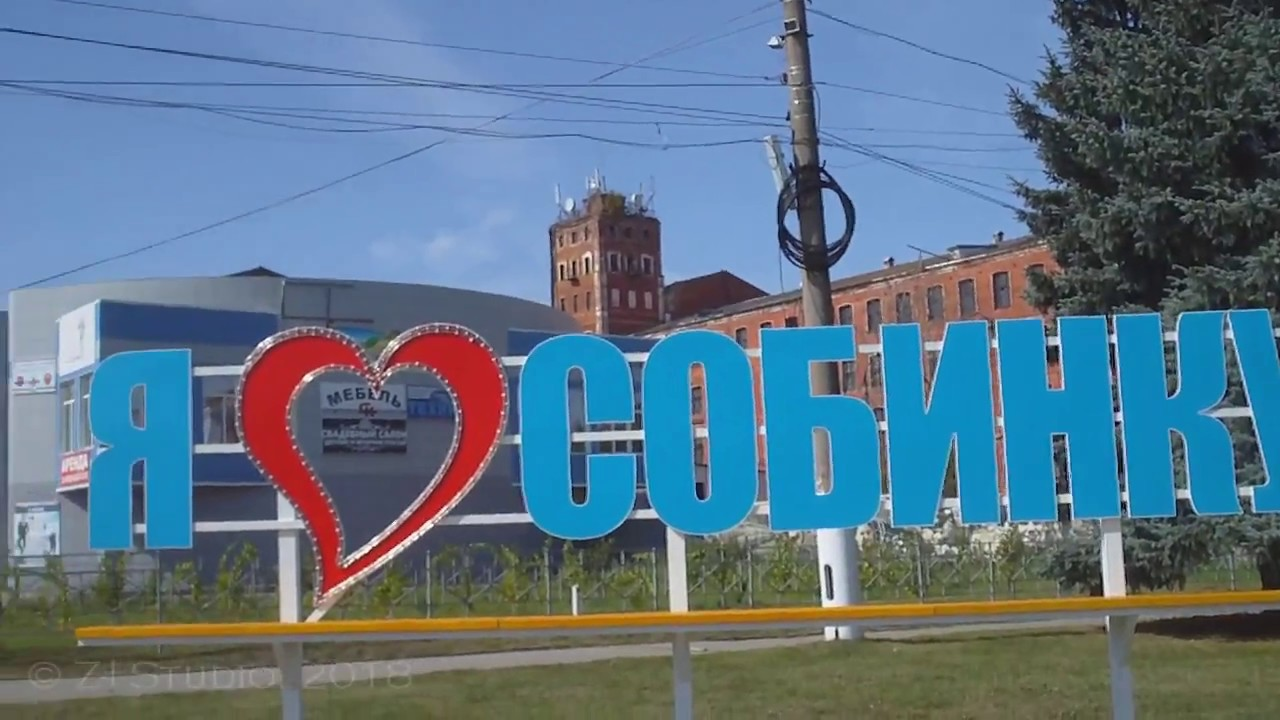 Я СОБИНКУ
МЕБЕЛЬ
СВАДЕБНЫЙ САЛОН
АРЕНДА
© ZI Studio 2018